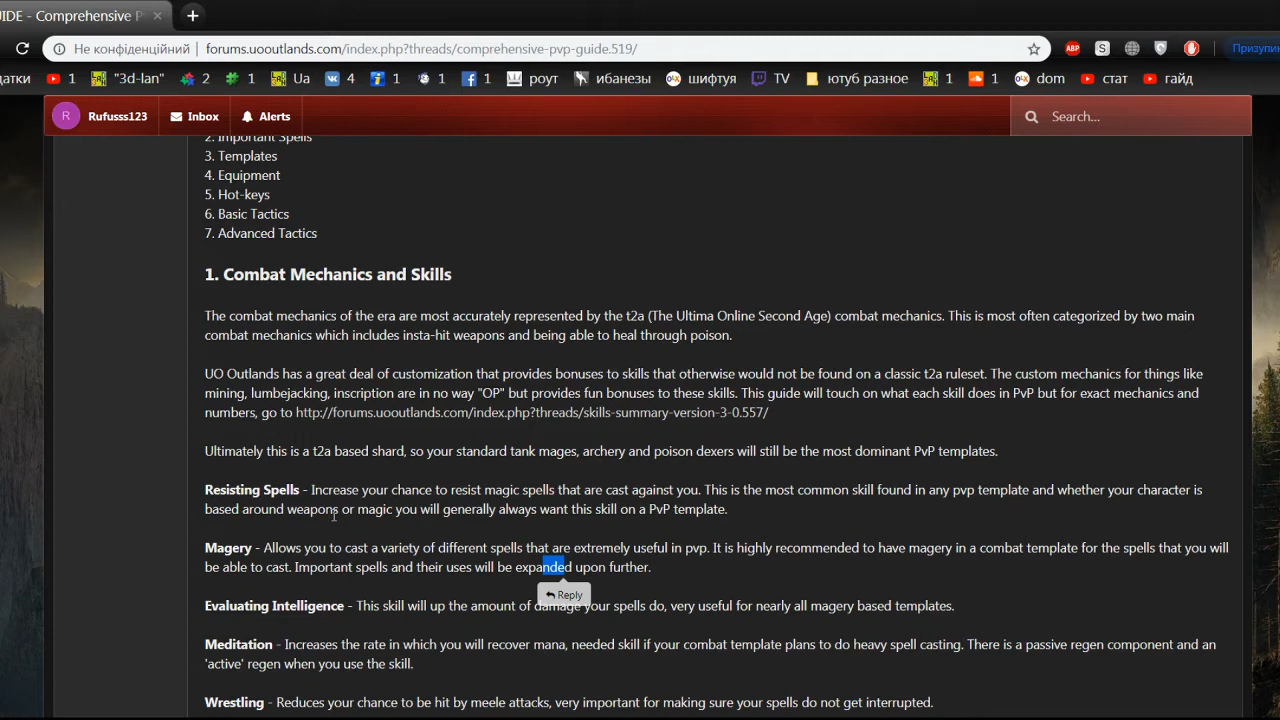 IDE - Comprehensive P
Не конфіденційний forums.uooutlands.com/index.php?threads/comprehensive-pvp-guide.519/ ABP S Призупин
датки 1 "3d-lan" 2 1 Ua 4 1 1 1 роут ибанезы шифтуя TV ютуб разное 1 1 dom стат гайд
R Rufusss123 Inbox Alerts Search...
2. Important Spells
3. Templates
4. Equipment
5. Hot-keys
6. Basic Tactics
7. Advanced Tactics
1. Combat Mechanics and Skills
The combat mechanics of the era are most accurately represented by the t2a (The Ultima Online Second Age) combat mechanics. This is most often categorized by two main
combat mechanics which includes insta-hit weapons and being able to heal through poison.
UO Outlands has a great deal of customization that provides bonuses to skills that otherwise would not be found on a classic t2a ruleset. The custom mechanics for things like
mining, lumbejacking, inscription are in no way "OP" but provides fun bonuses to these skills. This guide will touch on what each skill does in PvP but for exact mechanics and
numbers, go to http://forums.uooutlands.com/index.php?threads/skills-summary-version-3-0.557/
Ultimately this is a t2a based shard, so your standard tank mages, archery and poison dexers will still be the most dominant PvP templates.
Resisting Spells - Increase your chance to resist magic spells that are cast against you. This is the most common skill found in any pvp template and whether your character is
based around weapons or magic you will generally always want this skill on a PvP template.
Magery - Allows you to cast a variety of different spells that are extremely useful in pvp. It is highly recommended to have magery in a combat template for the spells that you will
be able to cast. Important spells and their uses will be expanded upon further.
Reply
Evaluating Intelligence - This skill will up the amount of damage your spells do, very useful for nearly all magery based templates.
Meditation - Increases the rate in which you will recover mana, needed skill if your combat template plans to do heavy spell casting. There is a passive regen component and an
'active' regen when you use the skill.
Wrestling - Reduces your chance to be hit by meele attacks, very important for making sure your spells do not get interrupted.